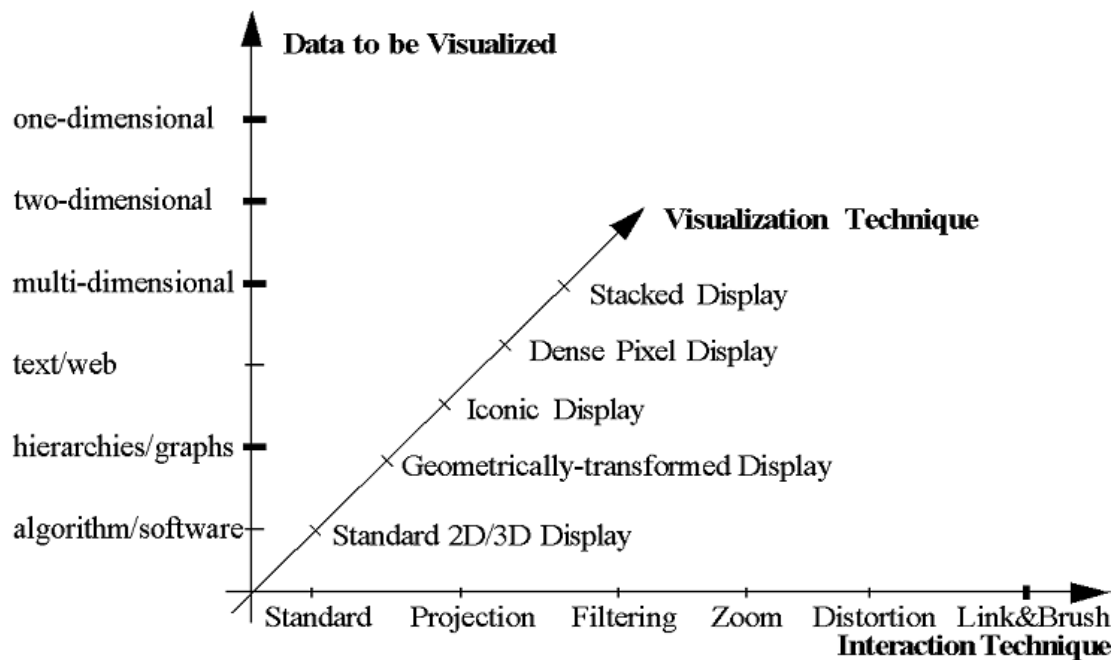 Data to be Visualized
one-dimensional
two-dimensional
Visualization Technique
multi-dimensional
Stacked Display
Dense Pixel Display
text/web
Iconic Display
hierarchies/graphs
Geometrically-transformed Display
algorithm/software
Standard 2D/3D Display
Standard Projection Filtering Zoom Distortion Link&Brush
Interaction Technique